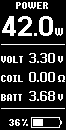 POWER
42.0W
VOLT 3.30 V
COIL 0.00 Ω
BATT 3.68 V
36%